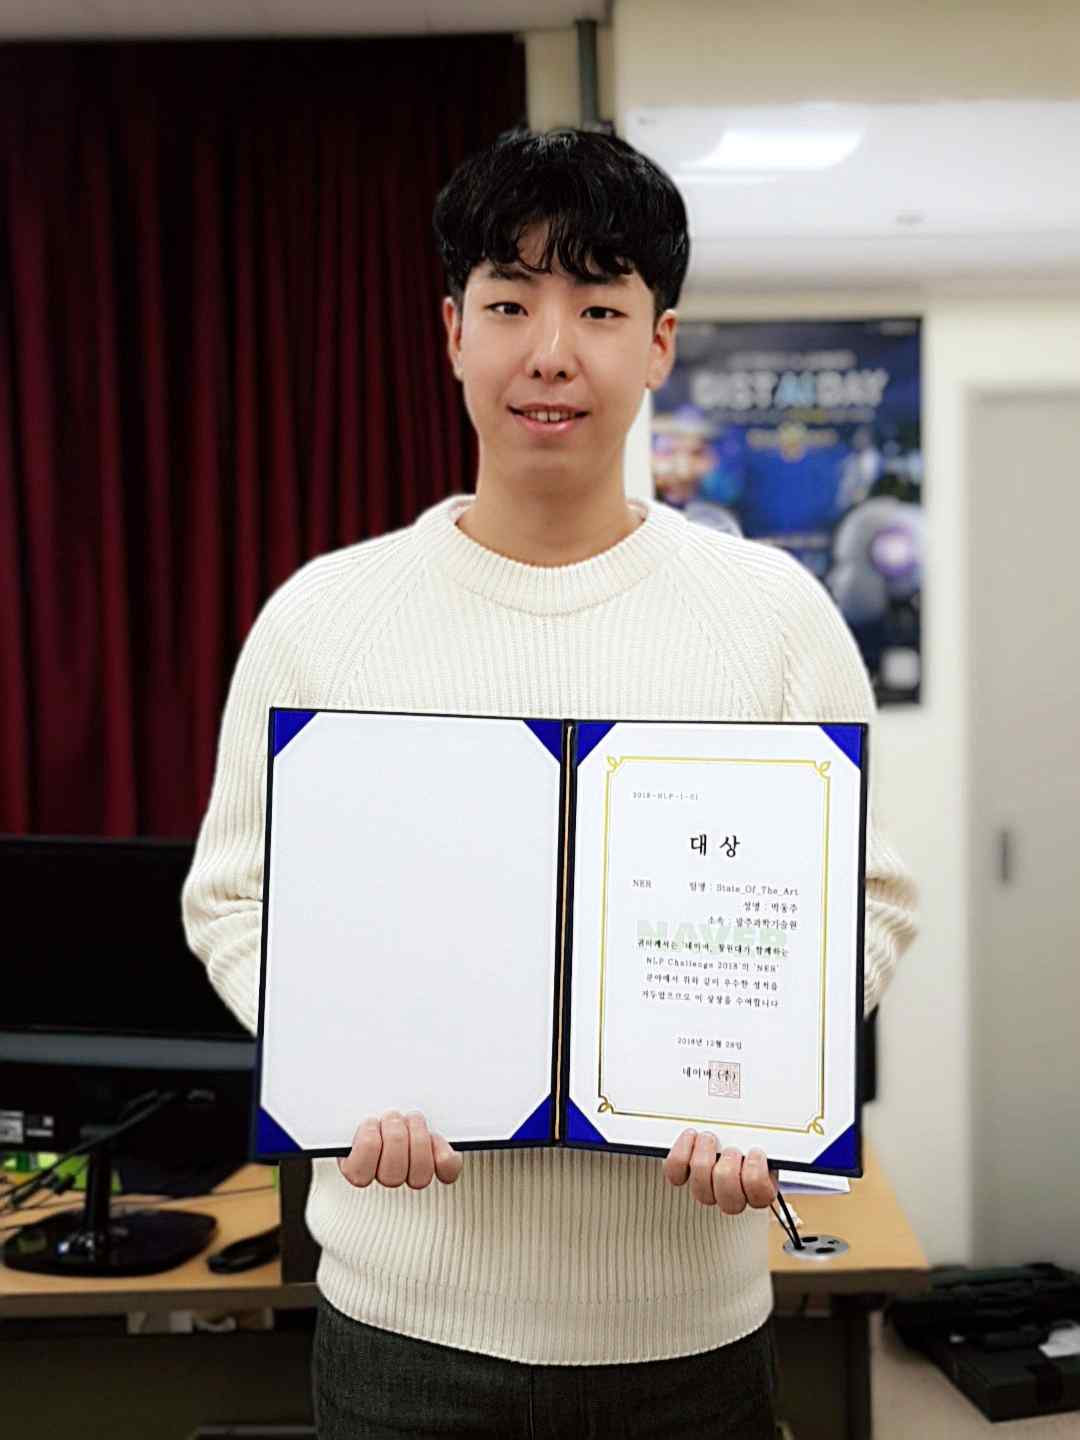 GIST AI DAY
2018-NLP-1-01
대 상
NER 팀명 : State_Of_The_Art
성명 : 박동주
소속 : 광주과학기술원
NAVER
귀하께서는 '네이버, 창원대가 함께하는
NLP Challenge 2018'의 'NER'
분야에서 위와 같이 우수한 성적을
거두었으므로 이 상장을 수여합니다
2018년 12월 28일
네이버 (주)